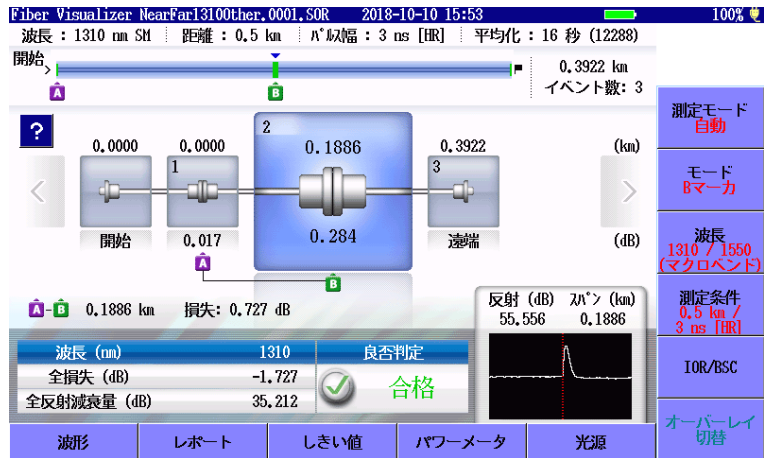 Fiber Visualizer NearFar13100ther.0001.SOR 2018-10-10 15:53 100%
波長 : 1310 nm SM 距離 : 0.5 km パルス幅 : 3 ns [HR] 平均化 : 16 秒 (12288)
開始
0.3922 km
イベント数: 3
A B
?
0.0000 0.0000 2 0.1886 0.3922 (km)
1 3
開始 0.017 0.284 遠端 (dB)
A
B
A-B 0.1886 km 損失: 0.727 dB
反射 (dB) スパン (km)
55.556 0.1886
波長 (nm) 1310 良否判定
全損失 (dB) -1.727
合格
全反射減衰量 (dB) 35.212
測定モード
自動
モード
Bマーカ
波長
1310 / 1550
(マクロベンド)
測定条件
0.5 km /
3 ns [HR]
IOR/BSC
オーバーレイ
切替
波形 レポート しきい値 パワーメータ 光源